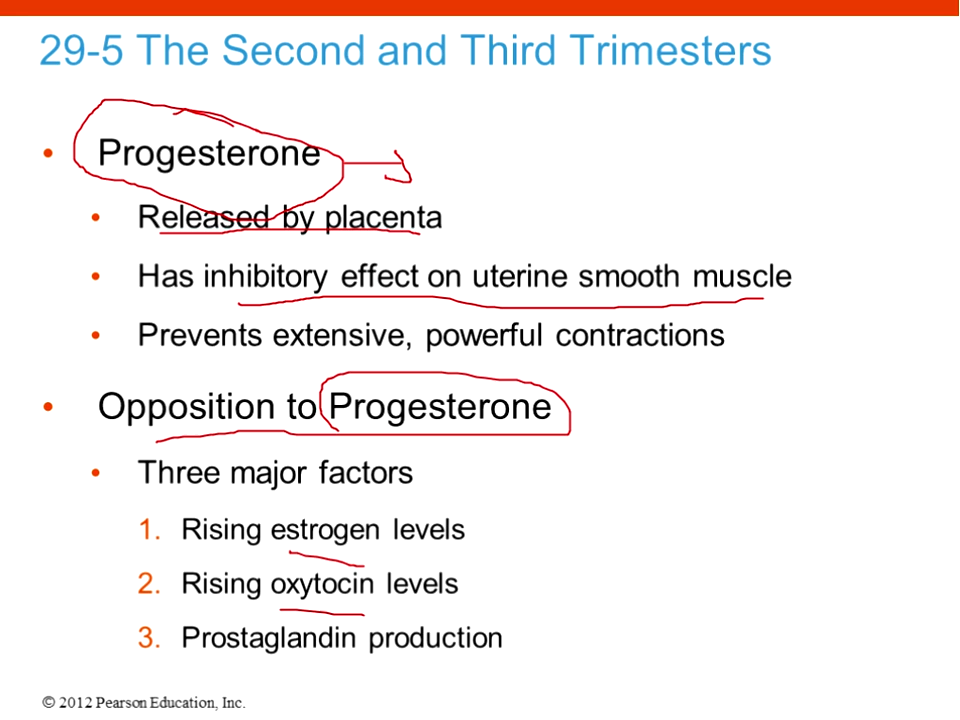 29-5 The Second and Third Trimesters
• Progesterone
• Released by placenta
• Has inhibitory effect on uterine smooth muscle
• Prevents extensive, powerful contractions
• Opposition to Progesterone
• Three major factors
1. Rising estrogen levels
2. Rising oxytocin levels
3. Prostaglandin production
© 2012 Pearson Education, Inc.